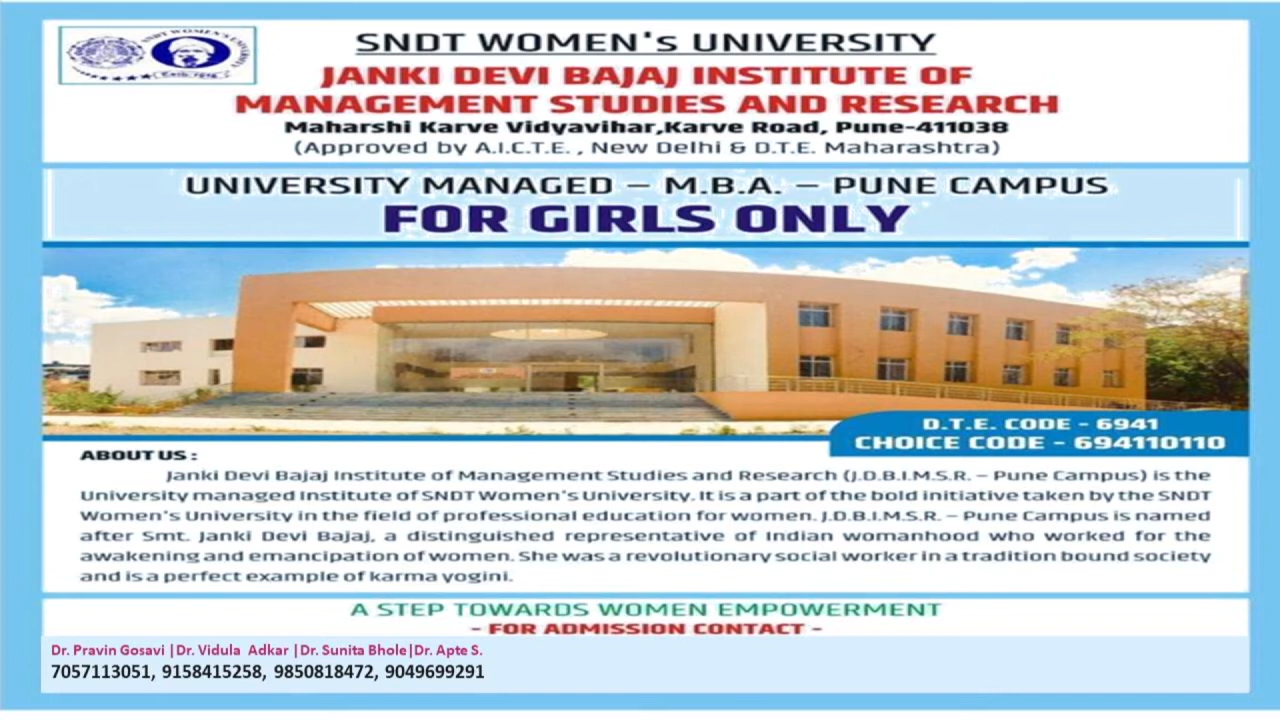 SNDT WOMEN'S UNIVERSITY
Estd. 1916
SNDT WOMEN's UNIVERSITY
JANKI DEVI BAJAJ INSTITUTE OF
MANAGEMENT STUDIES AND RESEARCH
Maharshi Karve Vidyavihar,Karve Road, Pune-411038
(Approved by A.I.C.T.E. , New Delhi & D.T.E. Maharashtra)
UNIVERSITY MANAGED – M.B.A. – PUNE CAMPUS
FOR GIRLS ONLY
D.T.E. CODE - 6941
CHOICE CODE - 694110110
ABOUT US :
Janki Devi Bajaj Institute of Management Studies and Research (J.D.B.I.M.S.R. – Pune Campus) is the
University managed Institute of SNDT Women's University. It is a part of the bold initiative taken by the SNDT
Women's University in the field of professional education for women. J.D.B.I.M.S.R. – Pune Campus is named
after Smt. Janki Devi Bajaj, a distinguished representative of Indian womanhood who worked for the
awakening and emancipation of women. She was a revolutionary social worker in a tradition bound society
and is a perfect example of karma yogini.
A STEP TOWARDS WOMEN EMPOWERMENT
- FOR ADMISSION CONTACT -
Dr. Pravin Gosavi |Dr. Vidula Adkar |Dr. Sunita Bhole|Dr. Apte S.
7057113051, 9158415258, 9850818472, 9049699291